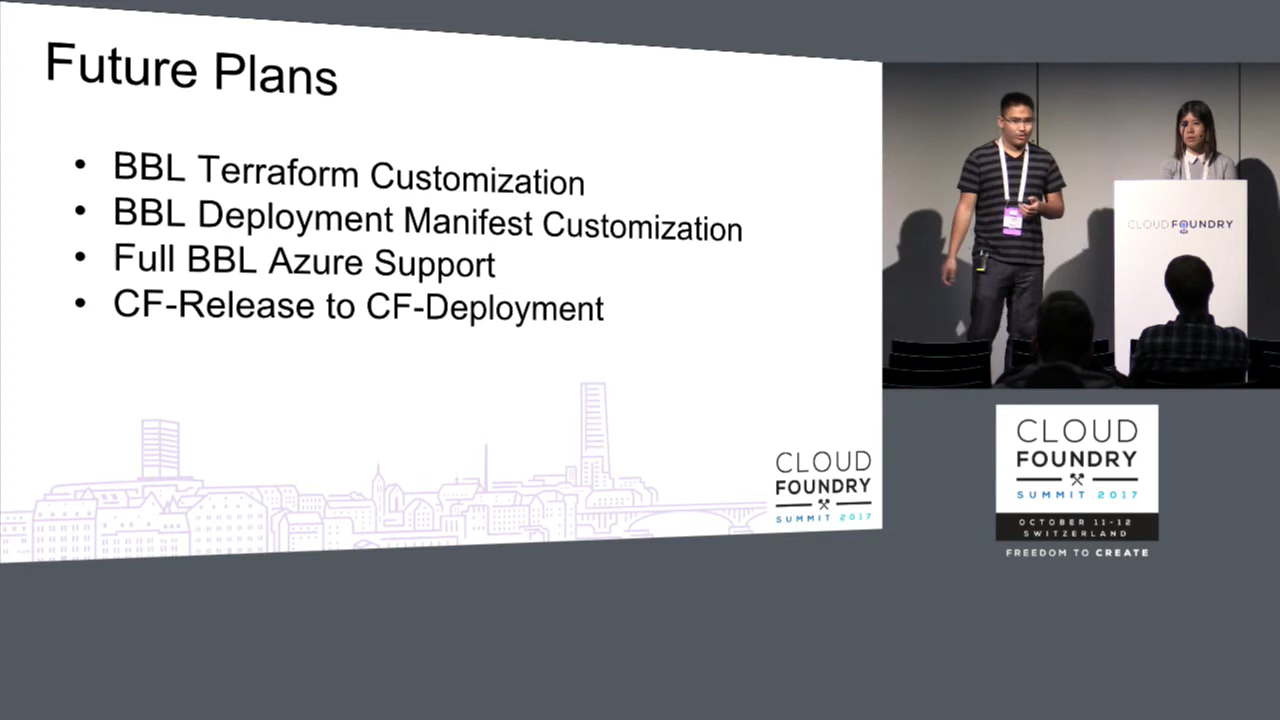 Future Plans
• BBL Terraform Customization
• BBL Deployment Manifest Customization
• Full BBL Azure Support
• CF-Release to CF-Deployment
CLOUD
FOUNDRY
SUMMIT 2017
CLOUD FOUNDRY
CLOUD
FOUNDRY
SUMMIT 2017
OCTOBER 11-12
SWITZERLAND
FREEDOM TO CREATE